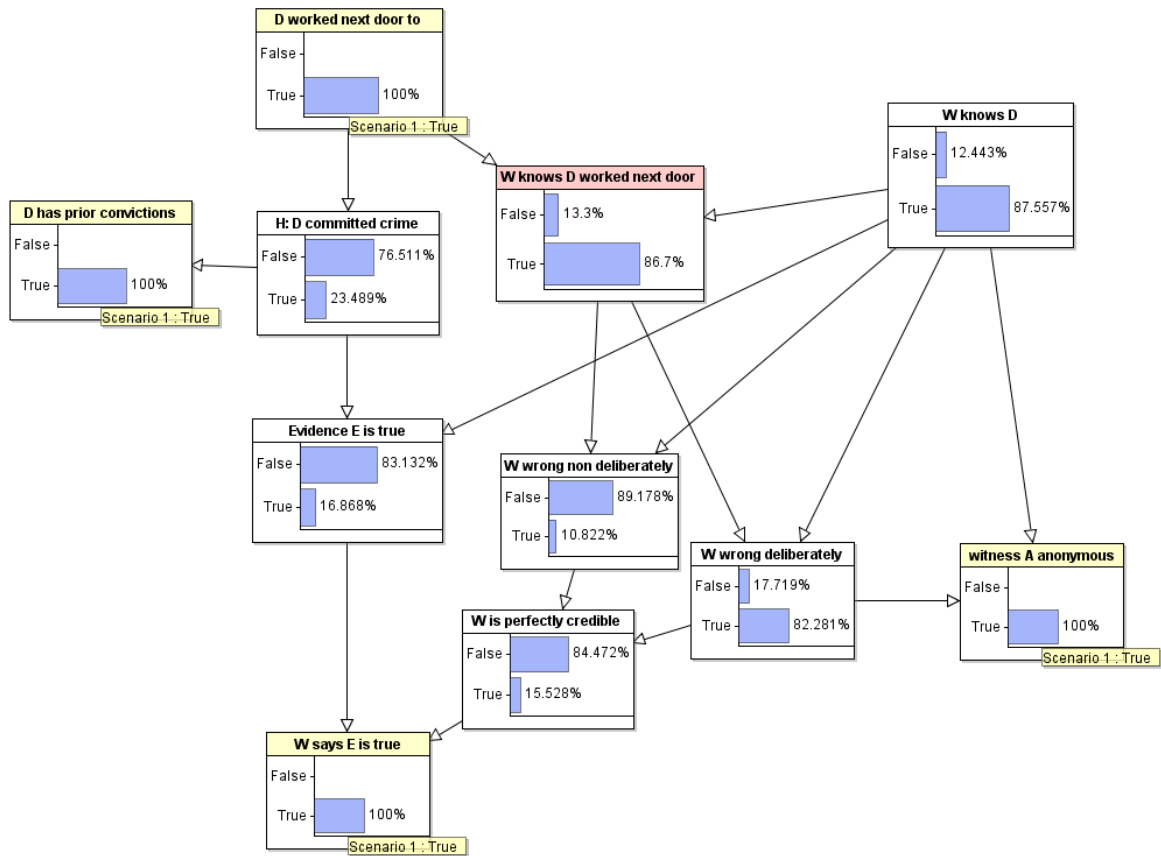 D worked next door to
False
True
100%
Scenario 1 : True
W knows D
False
12.443%
True
87.557%
W knows D worked next door
False
13.3%
True
86.7%
D has prior convictions
False
True
100%
Scenario 1 : True
H: D committed crime
False
76.511%
True
23.489%
Evidence E is true
False
83.132%
True
16.868%
W wrong non deliberately
False
89.178%
True
10.822%
W wrong deliberately
False
17.719%
True
82.281%
witness A anonymous
False
True
100%
Scenario 1 : True
W is perfectly credible
False
84.472%
True
15.528%
W says E is true
False
True
100%
Scenario 1 : True